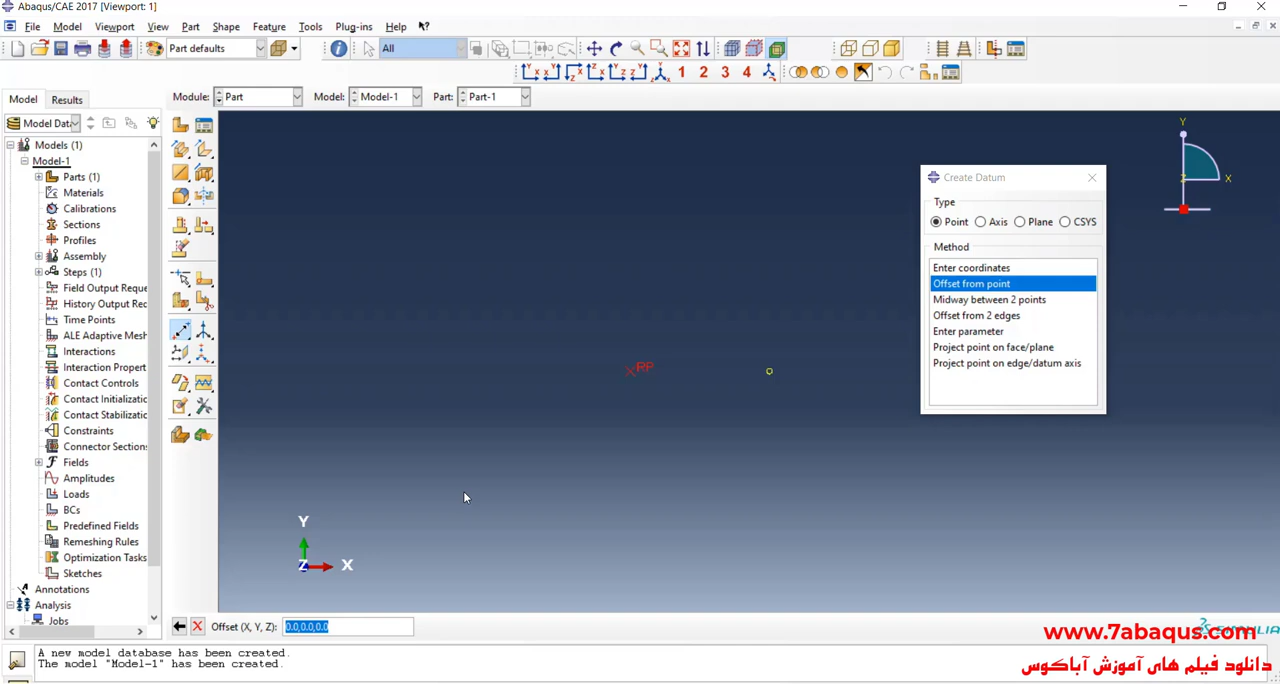 Abaqus/CAE 2017 [Viewport: 1]
File Model Viewport View Part Shape Feature Tools Plug-ins Help
Part defaults All
1 2 3 4
Model Results Module: Part Model: Model-1 Part: Part-1
Model Data
Models (1)
Model-1
Parts (1)
Materials
Calibrations
Sections
Profiles
Assembly
Steps (1)
Field Output Reque
History Output Rec
Time Points
ALE Adaptive Mesh
Interactions
Interaction Propert
Contact Controls
Contact Initializatio
Contact Stabilizatio
Constraints
Connector Sections
Fields
Amplitudes
Loads
BCs
Predefined Fields
Remeshing Rules
Optimization Tasks
Sketches
Annotations
Analysis
Jobs
RP
Y
Z X
Create Datum
Type
Point Axis Plane CSYS
Method
Enter coordinates
Offset from point
Midway between 2 points
Offset from 2 edges
Enter parameter
Project point on face/plane
Project point on edge/datum axis
Y
Z X
Offset (X, Y, Z): 0.0,0.0,0.0
A new model database has been created.
The model "Model-1" has been created.
www.7abaqus.com
دانلود فیلم های آموزش آباکوس